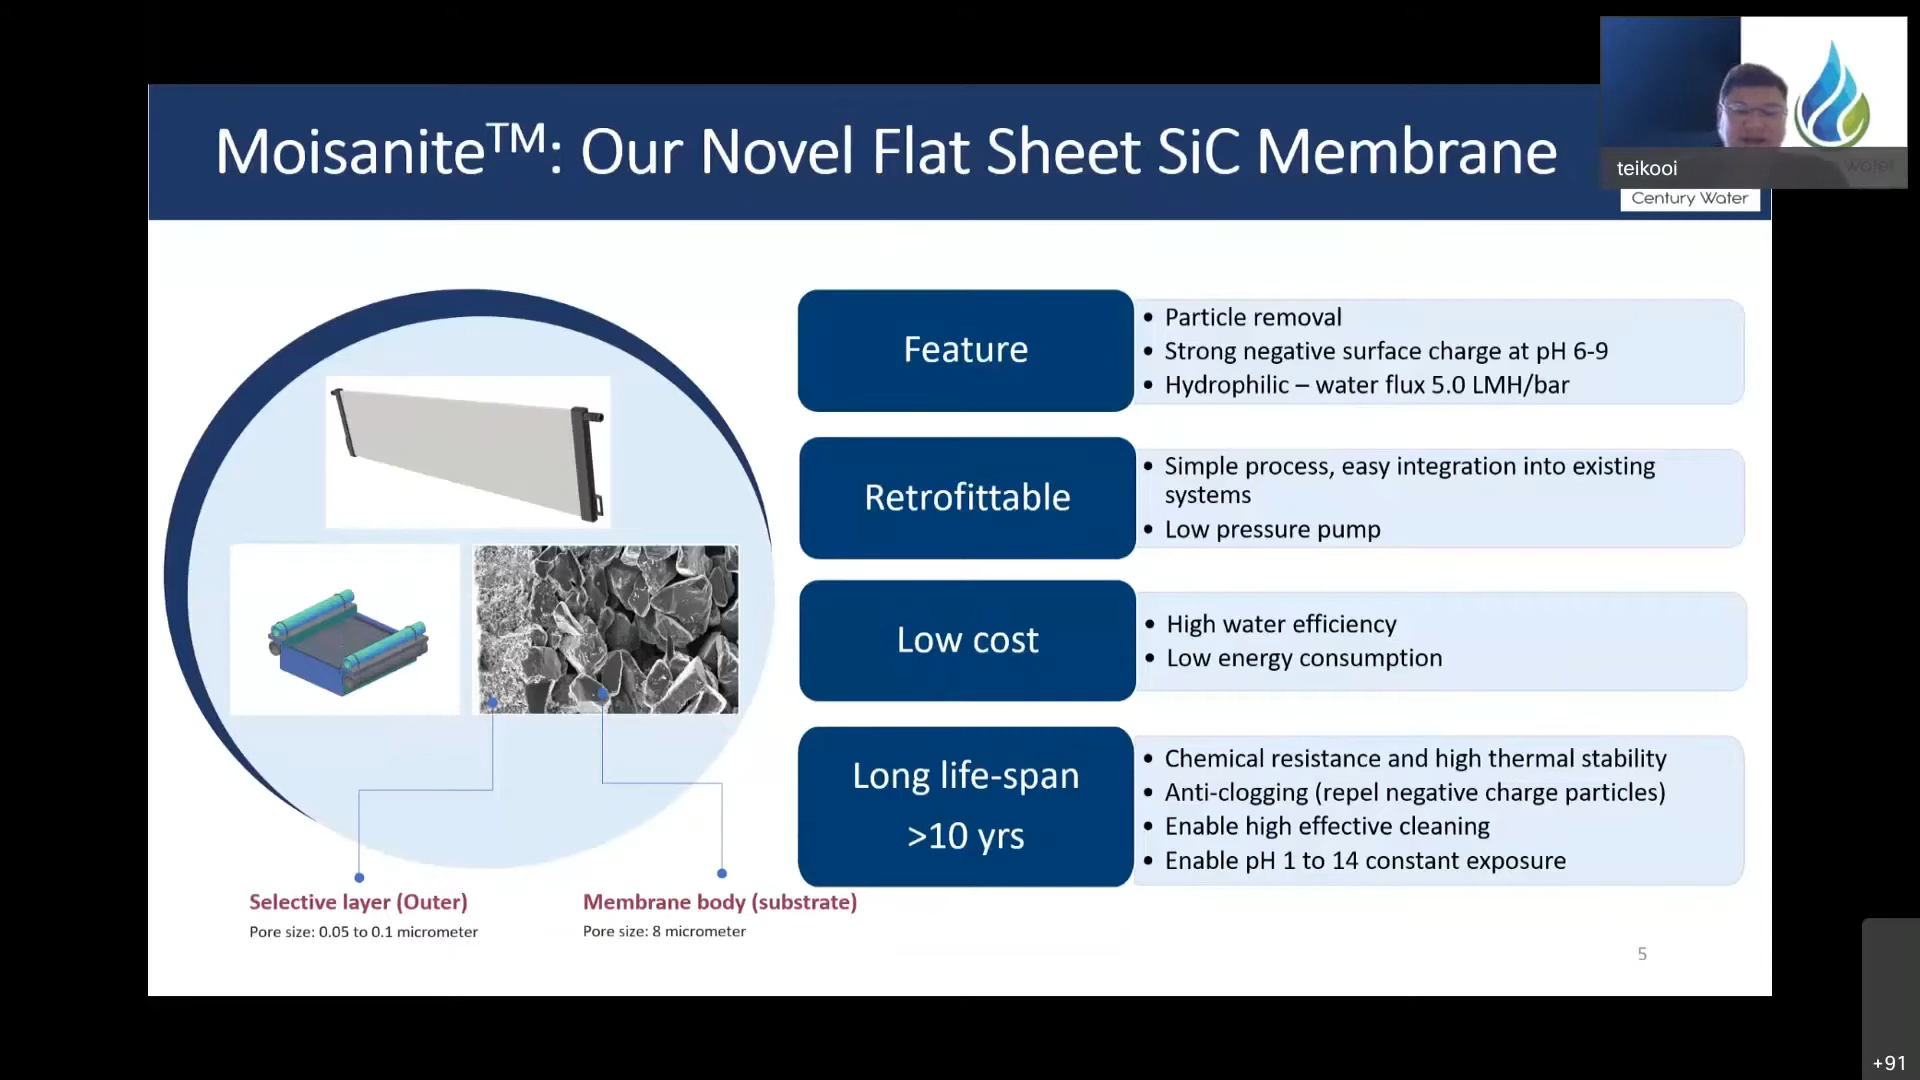 Moisanite™: Our Novel Flat Sheet SiC Membrane
teikooi
water
Century Water
Feature
• Particle removal
• Strong negative surface charge at pH 6-9
• Hydrophilic – water flux 5.0 LMH/bar
Retrofittable
• Simple process, easy integration into existing
systems
• Low pressure pump
Low cost
• High water efficiency
• Low energy consumption
Long life-span
>10 yrs
• Chemical resistance and high thermal stability
• Anti-clogging (repel negative charge particles)
• Enable high effective cleaning
• Enable pH 1 to 14 constant exposure
Selective layer (Outer)
Pore size: 0.05 to 0.1 micrometer
Membrane body (substrate)
Pore size: 8 micrometer
5
+91